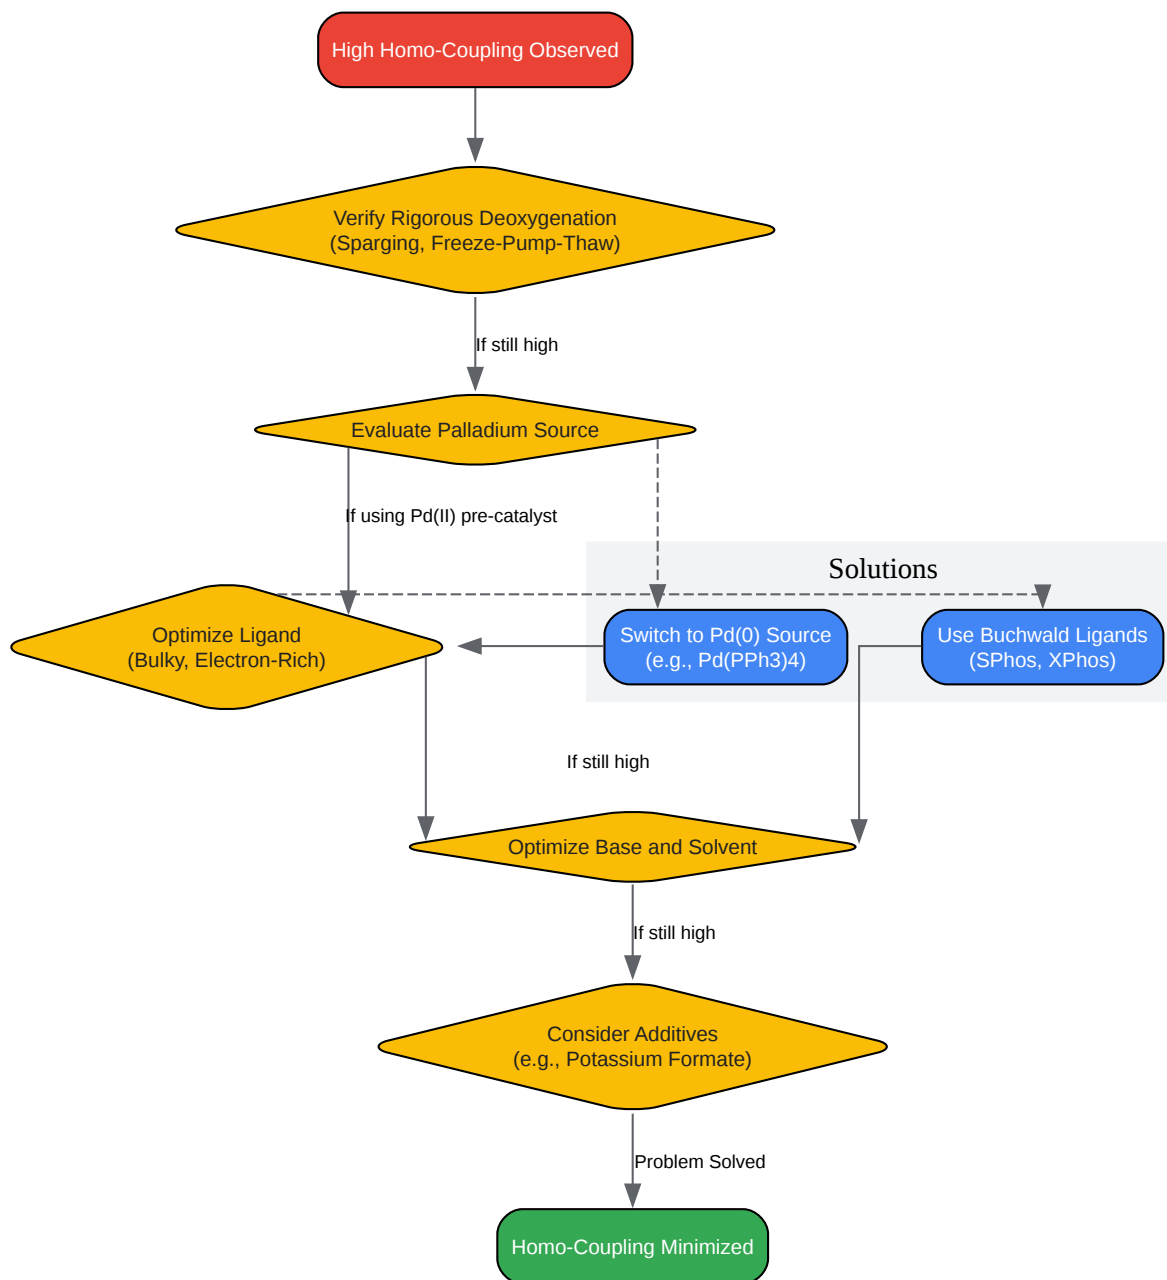 High Homo-Coupling Observed
Verify Rigorous Deoxygenation
(Sparging, Freeze-Pump-Thaw)
If still high
Evaluate Palladium Source
If using Pd(II) pre-catalyst
Solutions
Optimize Ligand
(Bulky, Electron-Rich)
Switch to Pd(0) Source
(e.g., Pd(PPh3)4)
Use Buchwald Ligands
(SPhos, XPhos)
If still high
Optimize Base and Solvent
If still high
Consider Additives
(e.g., Potassium Formate)
Problem Solved
Homo-Coupling Minimized